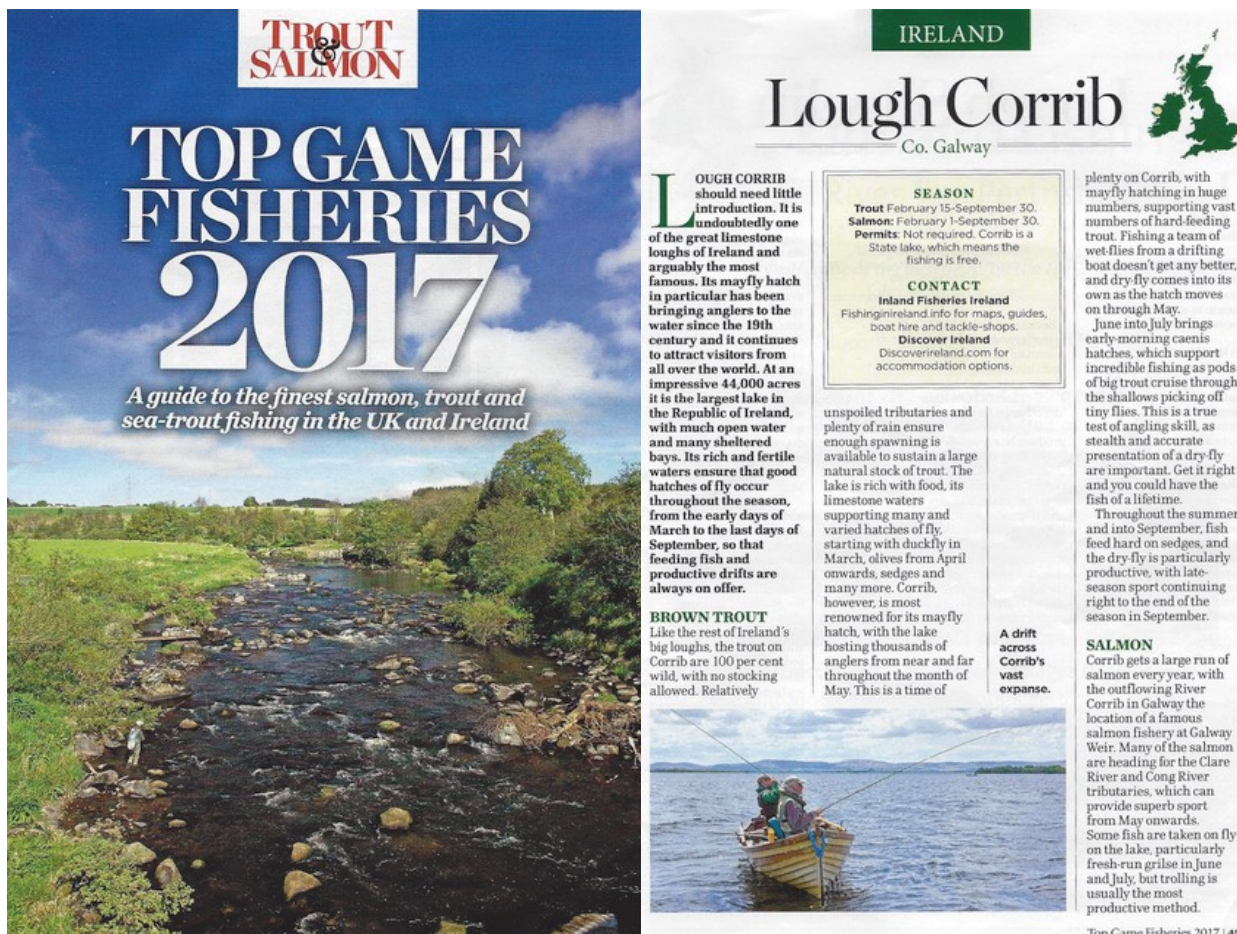 TROUT
&
SALMON
TOP GAME
FISHERIES
2017
A guide to the finest salmon, trout and
sea-trout fishing in the UK and Ireland
IRELAND
Lough Corrib
Co. Galway
LOUGH CORRIB
should need little
introduction. It is
undoubtedly one
of the great limestone
loughs of Ireland and
arguably the most
famous. Its mayfly hatch
in particular has been
bringing anglers to the
water since the 19th
century and it continues
to attract visitors from
all over the world. At an
impressive 44,000 acres
it is the largest lake in
the Republic of Ireland,
with much open water
and many sheltered
bays. Its rich and fertile
waters ensure that good
hatches of fly occur
throughout the season,
from the early days of
March to the last days of
September, so that
feeding fish and
productive drifts are
always on offer.
BROWN TROUT
Like the rest of Ireland's
big loughs, the trout on
Corrib are 100 per cent
wild, with no stocking
allowed. Relatively
SEASON
Trout February 15-September 30.
Salmon: February 1-September 30.
Permits: Not required. Corrib is a
State lake, which means the
fishing is free.
CONTACT
Inland Fisheries Ireland
Fishinginireland.info for maps, guides,
boat hire and tackle-shops.
Discover Ireland
Discoverireland.com for
accommodation options.
unspoiled tributaries and
plenty of rain ensure
enough spawning is
available to sustain a large
natural stock of trout. The
lake is rich with food, its
limestone waters
supporting many and
varied hatches of fly,
starting with duckfly in
March, olives from April
onwards, sedges and
many more. Corrib,
however, is most
renowned for its mayfly
hatch, with the lake
hosting thousands of
anglers from near and far
throughout the month of
May. This is a time of
A drift
across
Corrib's
vast
expanse.
plenty on Corrib, with
mayfly hatching in huge
numbers, supporting vast
numbers of hard-feeding
trout. Fishing a team of
wet-flies from a drifting
boat doesn't get any better,
and dry-fly comes into its
own as the hatch moves
on through May.
June into July brings
early-morning caenis
hatches, which support
incredible fishing as pods
of big trout cruise through
the shallows picking off
tiny flies. This is a true
test of angling skill, as
stealth and accurate
presentation of a dry-fly
are important. Get it right
and you could have the
fish of a lifetime.
Throughout the summer
and into September, fish
feed hard on sedges, and
the dry-fly is particularly
productive, with late-
season sport continuing
right to the end of the
season in September.
SALMON
Corrib gets a large run of
salmon every year, with
the outflowing River
Corrib in Galway the
location of a famous
salmon fishery at Galway
Weir. Many of the salmon
are heading for the Clare
River and Cong River
tributaries, which can
provide superb sport
from May onwards.
Some fish are taken on fly
on the lake, particularly
fresh-run grilse in June
and July, but trolling is
usually the most
productive method.
Top Game Fisheries 2017 |